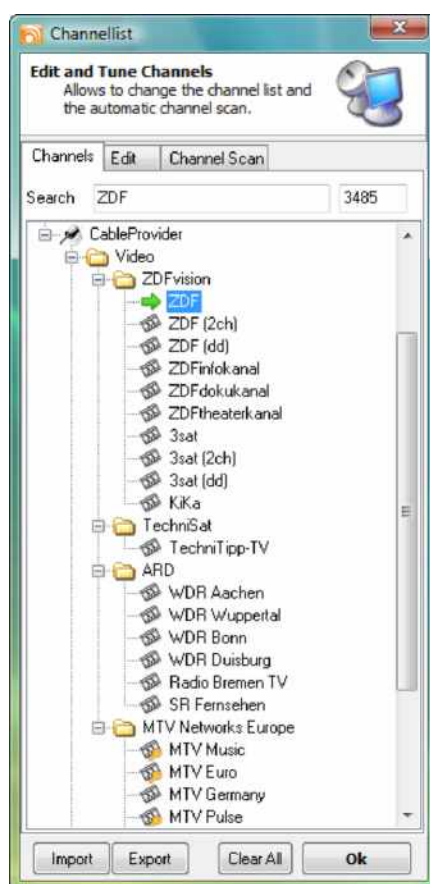 Channellist
Edit and Tune Channels
Allows to change the channel list and
the automatic channel scan.
Channels Edit Channel Scan
Search ZDF 3485
CableProvider
Video
ZDFvision
ZDF
ZDF (2ch)
ZDF (dd)
ZDFinfokanal
ZDFdokukanal
ZDFtheaterkanal
3sat
3sat (2ch)
3sat (dd)
KiKa
TechniSat
TechniTipp-TV
ARD
WDR Aachen
WDR Wuppertal
WDR Bonn
WDR Duisburg
Radio Bremen TV
SR Fernsehen
MTV Networks Europe
MTV Music
MTV Euro
MTV Germany
MTV Pulse
Import Export Clear All Ok